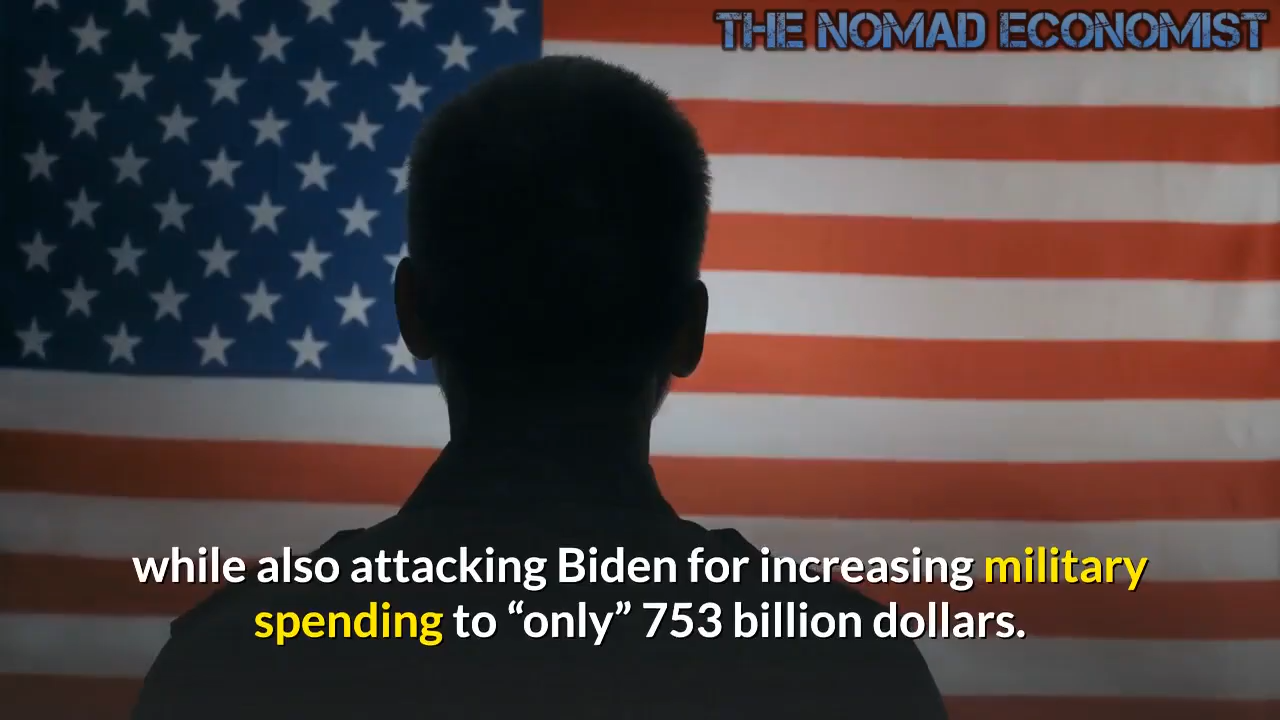 THE NOMAD ECONOMIST
while also attacking Biden for increasing military
spending to “only” 753 billion dollars.